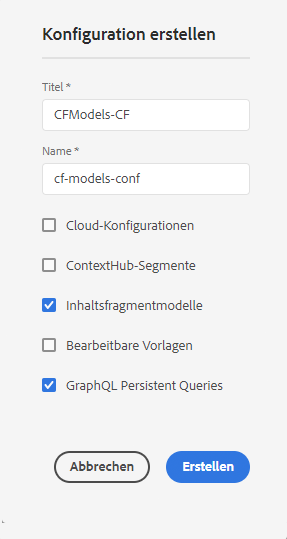 Konfiguration erstellen
Titel *
CFModels-CF
Name *
cf-models-conf
Cloud-Konfigurationen
ContextHub-Segmente
Inhaltsfragmentmodelle
Bearbeitbare Vorlagen
GraphQL Persistent Queries
Abbrechen Erstellen